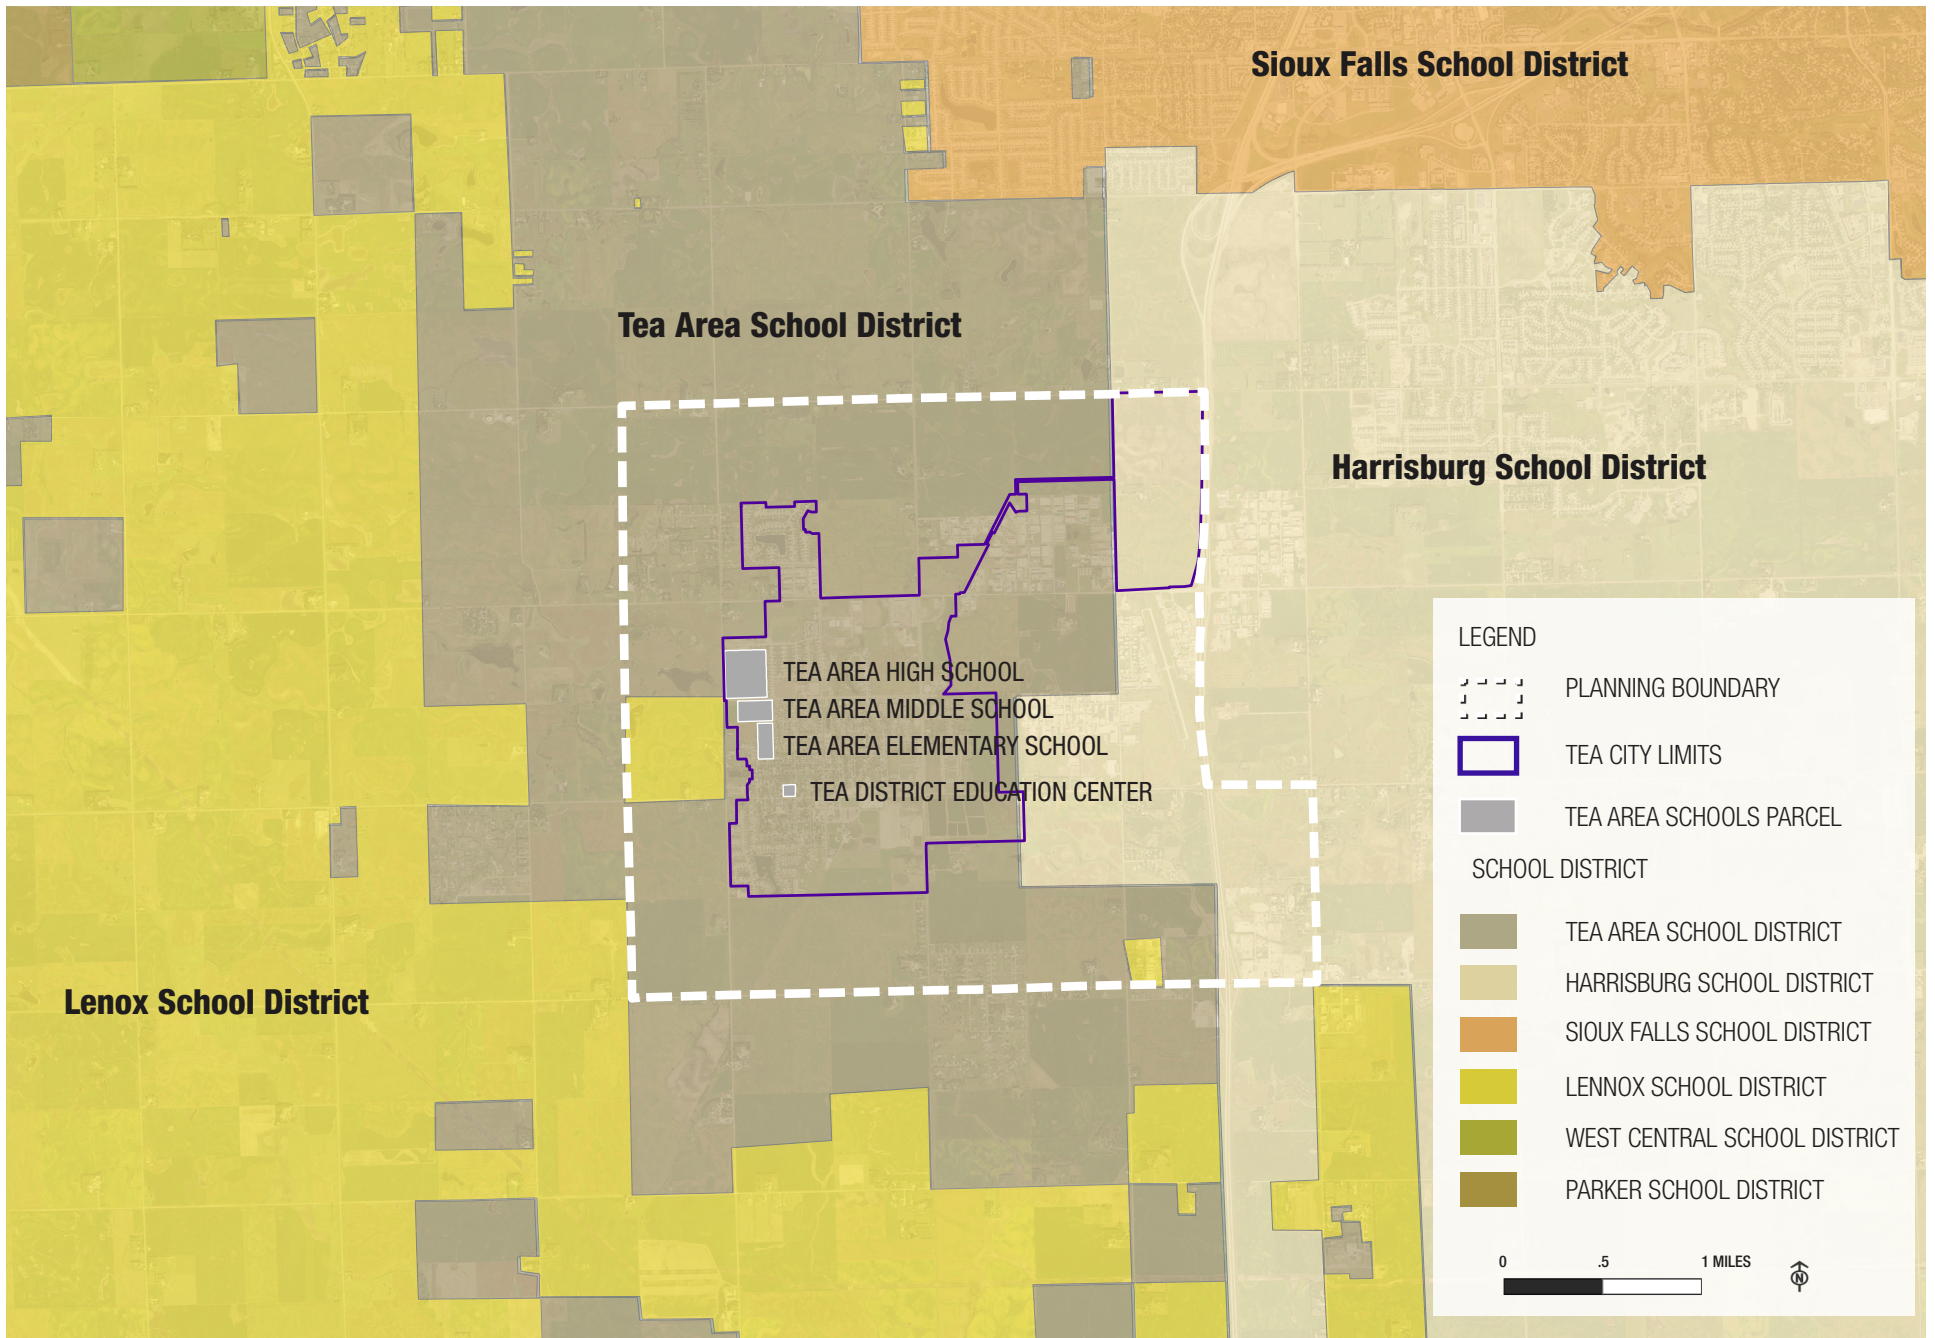 Sioux Falls School District
Tea Area School District
Harrisburg School District
TEA AREA HIGH SCHOOL
TEA AREA MIDDLE SCHOOL
TEA AREA ELEMENTARY SCHOOL
TEA DISTRICT EDUCATION CENTER
Lenox School District
LEGEND
PLANNING BOUNDARY
TEA CITY LIMITS
TEA AREA SCHOOLS PARCEL
SCHOOL DISTRICT
TEA AREA SCHOOL DISTRICT
HARRISBURG SCHOOL DISTRICT
SIOUX FALLS SCHOOL DISTRICT
LENNOX SCHOOL DISTRICT
WEST CENTRAL SCHOOL DISTRICT
PARKER SCHOOL DISTRICT
0 .5 1 MILES
N